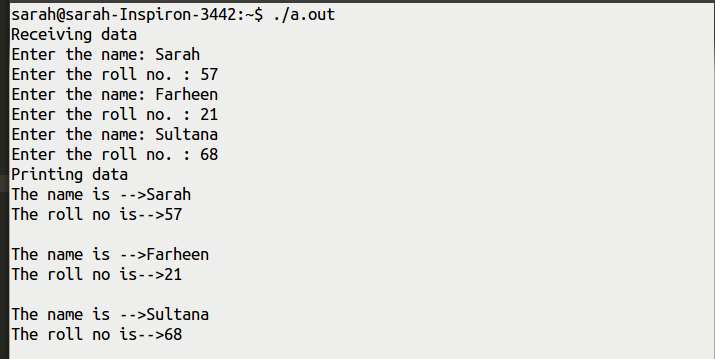 sarah@sarah-Inspiron-3442:~$ ./a.out
Receiving data
Enter the name: Sarah
Enter the roll no. : 57
Enter the name: Farheen
Enter the roll no. : 21
Enter the name: Sultana
Enter the roll no. : 68
Printing data
The name is -->Sarah
The roll no is-->57
The name is -->Farheen
The roll no is-->21
The name is -->Sultana
The roll no is-->68